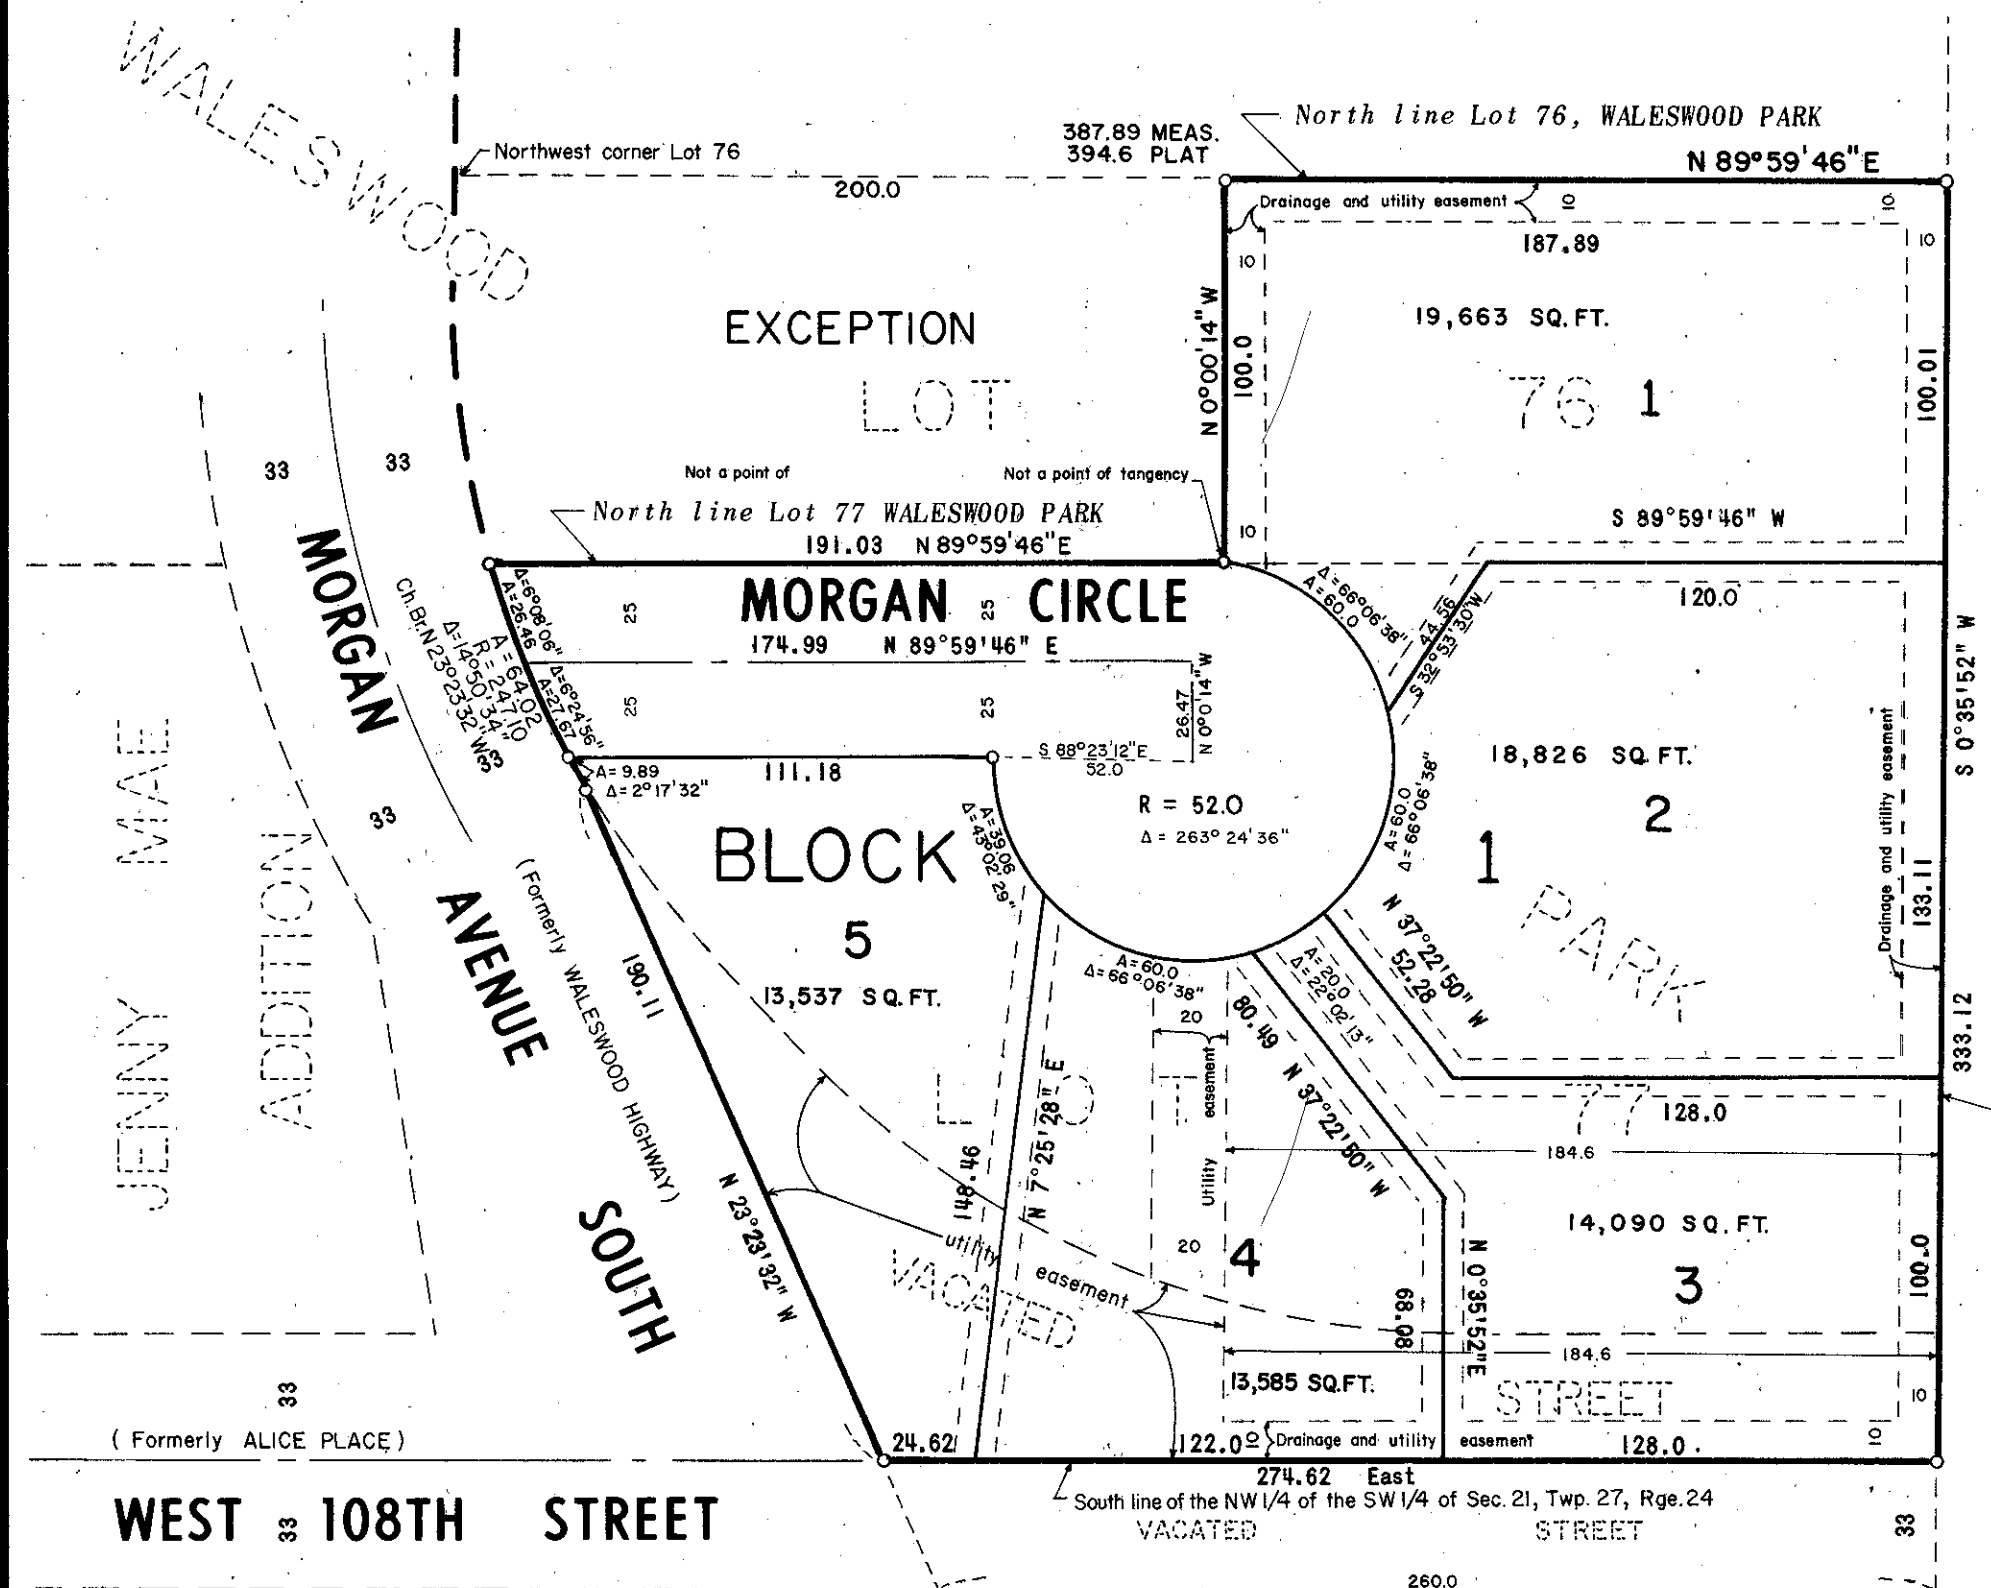 WALESWOOD
Northwest corner Lot 76
200.0
387.89 MEAS.
394.6 PLAT
North line Lot 76, WALESWOOD PARK
N 89°59'46"E
Drainage and utility easement
10
10
187.89
10
10
N 0°00'14" W
100.0
19,663 SQ.FT.
100.01
EXCEPTION
LOT
76
1
33
33
Not a point of
Not a point of tangency
North line Lot 77 WALESWOOD PARK
191.03 N 89°59'46"E
10
S 89°59'46" W
MORGAN CIRCLE
25
25
174.99 N 89°59'46" E
25
25
26.47
N 0°0'14" W
Δ=6°08'06"
A=26.46
Δ=6°24'56"
A=27.67
A=64.02
R=247.10
Δ=14°50'34"
Ch.Br.N23°23'32"W
33
Δ=66°06'38"
A=60.0
44.56
S 32°53'30"W
120.0
S 0°35'52" W
MORGAN
33
A=9.89
Δ=2°17'32"
111.18
S 88°23'12"E
52.0
R = 52.0
Δ = 263°24'36"
A=60.0
Δ=66°06'38"
18,826 SQ.FT.
2
1
Drainage and utility easement
133.11
A=39.06
Δ=43°02'29"
BLOCK
5
13,537 SQ.FT.
JENNY MAE
ADDITION
AVENUE
(Formerly WALESWOOD HIGHWAY)
190.11
A=60.0
Δ=66°06'38"
A=20.0
Δ=22°02'13"
N 37°22'50" W
52.28
PARK
333.12
20
easement
Utility
80.49 N 37°22'50" W
LOT
77
128.0
184.6
148.46
N 7°25'28" E
14,090 SQ.FT.
3
100.0
SOUTH
N 23°23'32" W
utility
easement
VACATED
20
4
68.08
N 0°35'52"E
184.6
13,585 SQ.FT.
STREET
10
33
(Formerly ALICE PLACE)
24.62
122.0
Drainage and utility easement
128.0
10
274.62 East
South line of the NW 1/4 of the SW 1/4 of Sec. 21, Twp. 27, Rge. 24
WEST 33 108TH STREET
VACATED STREET
33
260.0